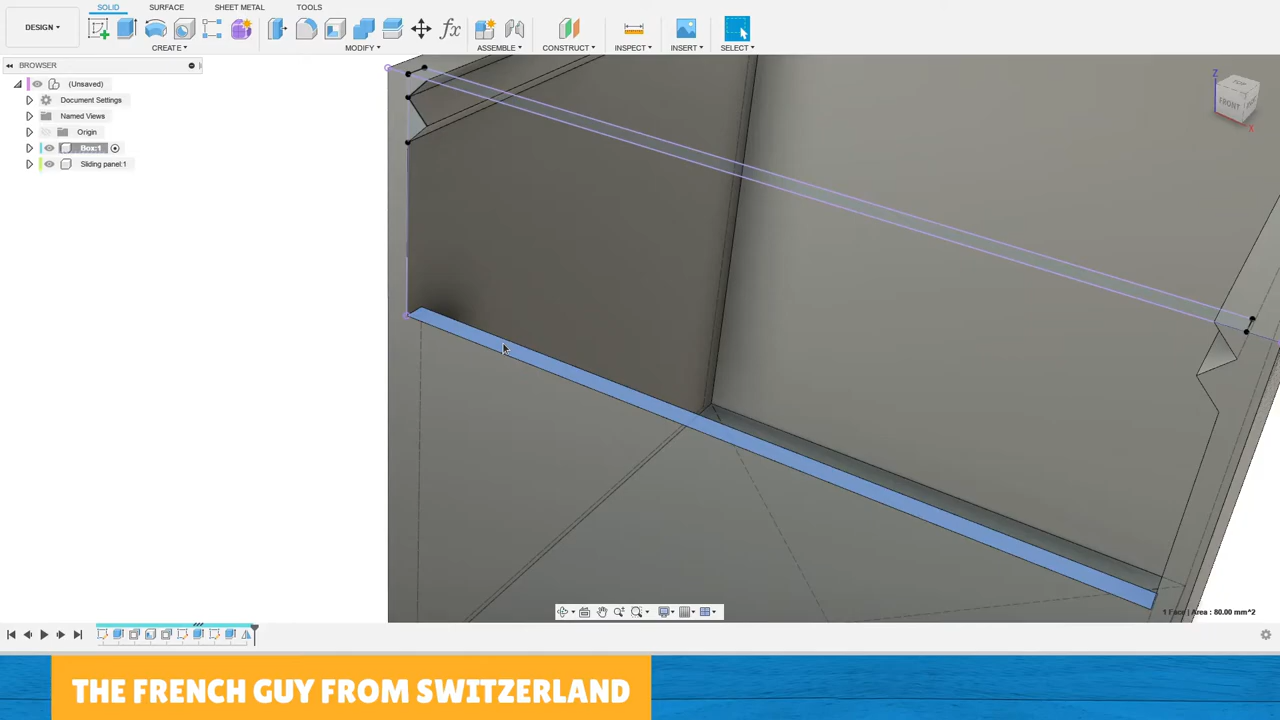 SOLID
SURFACE
SHEET METAL
TOOLS
DESIGN
CREATE
MODIFY
ASSEMBLE
CONSTRUCT
INSPECT
INSERT
SELECT
BROWSER
(Unsaved)
Document Settings
Named Views
Origin
Box:1
Sliding panel:1
Z
FRONT
X
1 Face | Area : 80.00 mm^2
THE FRENCH GUY FROM SWITZERLAND